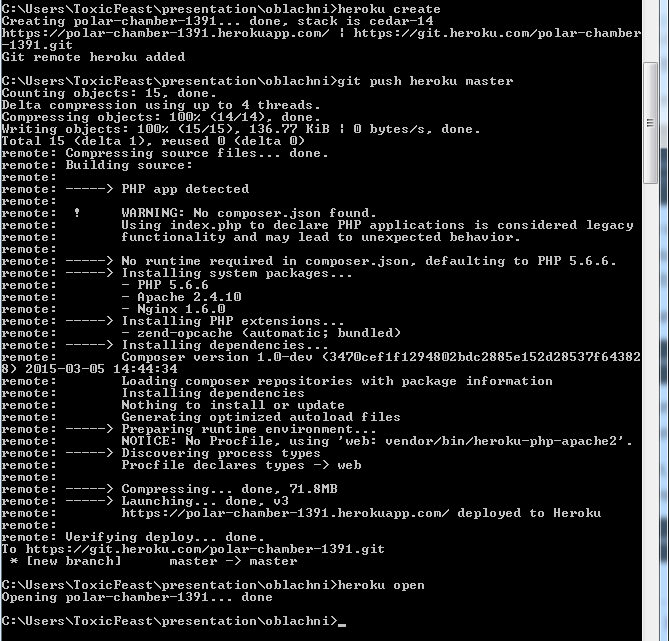 C:\Users\ToxicFeast\presentation\oblachni>heroku create
Creating polar-chamber-1391... done, stack is cedar-14
https://polar-chamber-1391.herokuapp.com/ | https://git.heroku.com/polar-chamber
-1391.git
Git remote heroku added

C:\Users\ToxicFeast\presentation\oblachni>git push heroku master
Counting objects: 15, done.
Delta compression using up to 4 threads.
Compressing objects: 100% (14/14), done.
Writing objects: 100% (15/15), 136.77 KiB | 0 bytes/s, done.
Total 15 (delta 1), reused 0 (delta 0)
remote: Compressing source files... done.
remote: Building source:
remote:
remote: -----> PHP app detected
remote:
remote:  !     WARNING: No composer.json found.
remote:        Using index.php to declare PHP applications is considered legacy
remote:        functionality and may lead to unexpected behavior.
remote:
remote: -----> No runtime required in composer.json, defaulting to PHP 5.6.6.
remote: -----> Installing system packages...
remote:        - PHP 5.6.6
remote:        - Apache 2.4.10
remote:        - Nginx 1.6.0
remote: -----> Installing PHP extensions...
remote:        - zend-opcache (automatic; bundled)
remote: -----> Installing dependencies...
remote:        Composer version 1.0-dev (3470cef1f1294802bdc2885e152d28537f64382
8) 2015-03-05 14:44:34
remote:        Loading composer repositories with package information
remote:        Installing dependencies
remote:        Nothing to install or update
remote:        Generating optimized autoload files
remote: -----> Preparing runtime environment...
remote:        NOTICE: No Procfile, using 'web: vendor/bin/heroku-php-apache2'.
remote: -----> Discovering process types
remote:        Procfile declares types -> web
remote:
remote: -----> Compressing... done, 71.8MB
remote: -----> Launching... done, v3
remote:        https://polar-chamber-1391.herokuapp.com/ deployed to Heroku
remote:
remote: Verifying deploy... done.
To https://git.heroku.com/polar-chamber-1391.git
 * [new branch]      master -> master

C:\Users\ToxicFeast\presentation\oblachni>heroku open
Opening polar-chamber-1391... done

C:\Users\ToxicFeast\presentation\oblachni>_